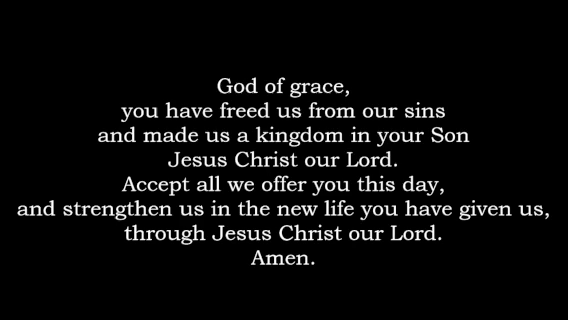 God of grace,
you have freed us from our sins
and made us a kingdom in your Son
Jesus Christ our Lord.
Accept all we offer you this day,
and strengthen us in the new life you have given us,
through Jesus Christ our Lord.
Amen.